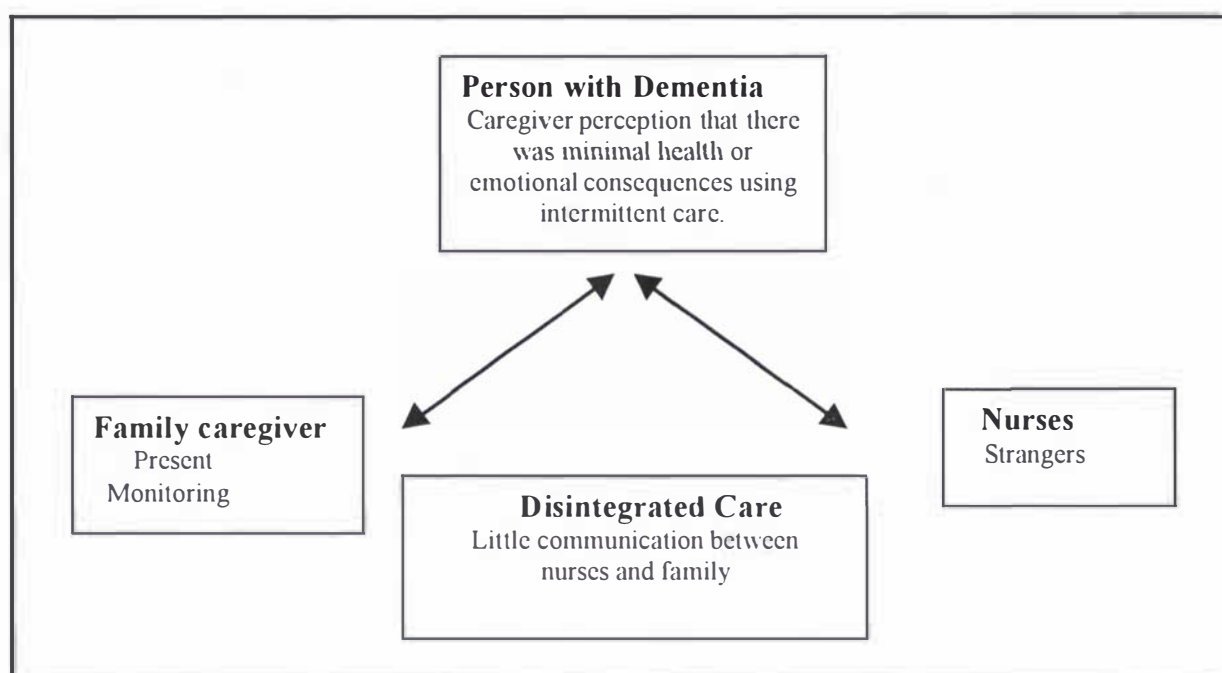 Person with Dementia
Caregiver perception that there
was minimal health or
emotional consequences using
intermittent care.
Family caregiver
Present
Monitoring
Disintegrated Care
Little communication between
nurses and family
Nurses
Strangers